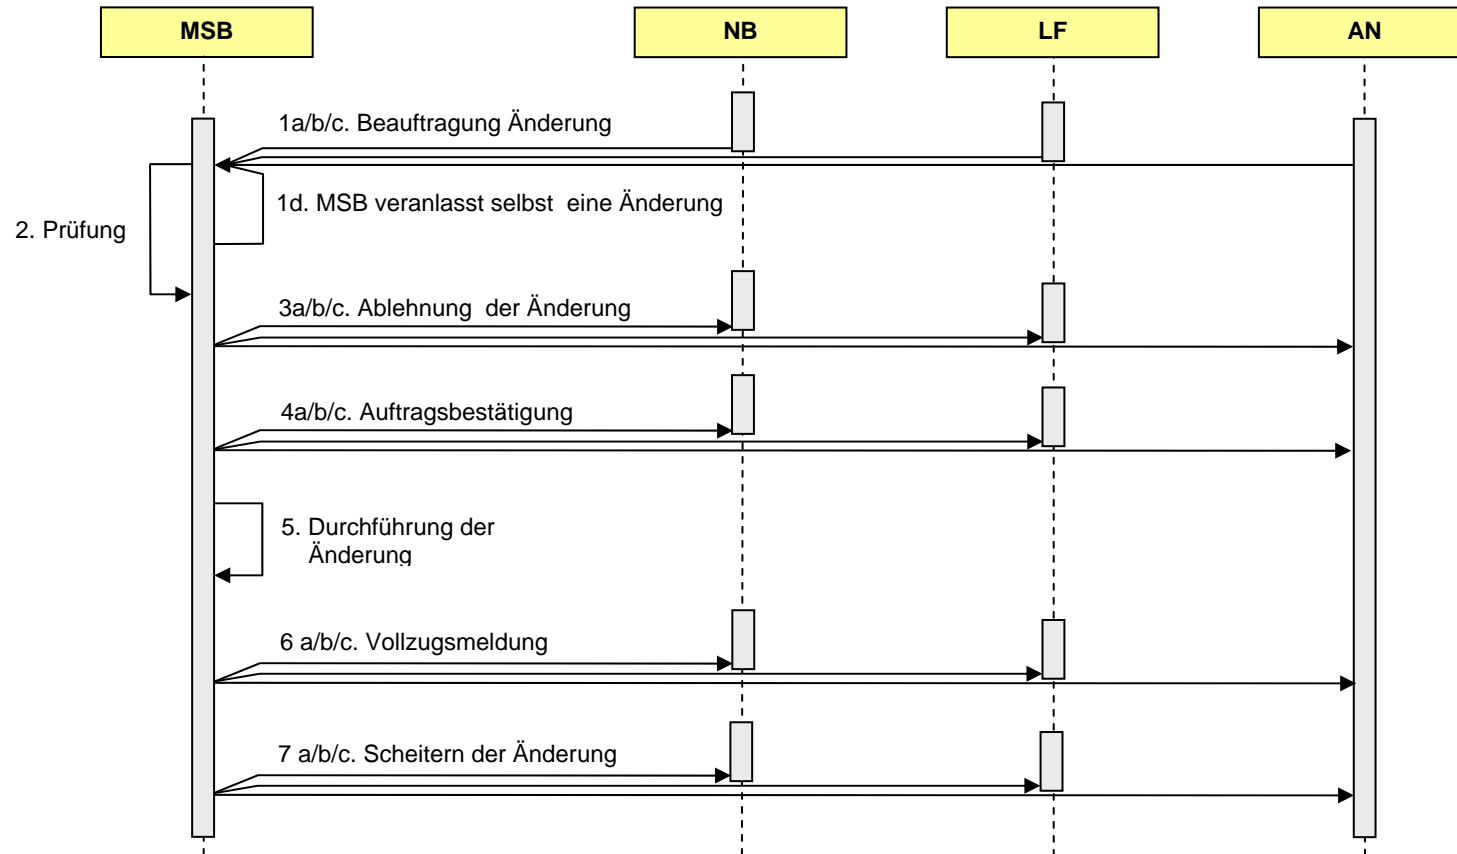 MSB
NB
LF
AN
1a/b/c. Beauftragung Änderung
1d. MSB veranlasst selbst  eine Änderung
2. Prüfung
3a/b/c. Ablehnung  der Änderung
4a/b/c. Auftragsbestätigung
5. Durchführung der
Änderung
6 a/b/c. Vollzugsmeldung
7 a/b/c. Scheitern der Änderung